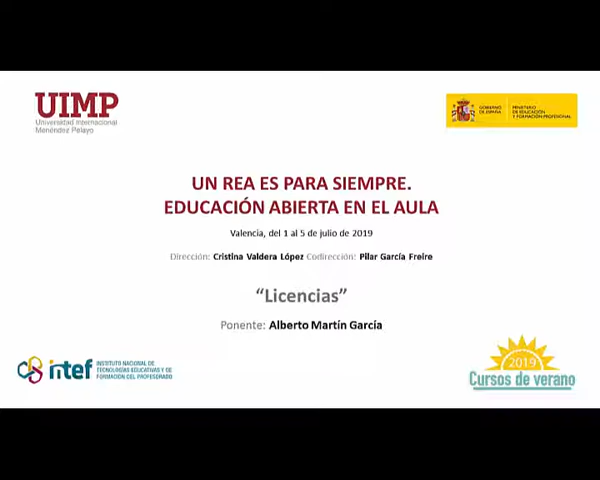 UIMP
Universidad Internacional
Menéndez Pelayo
GOBIERNO
DE ESPAÑA
MINISTERIO
DE EDUCACIÓN
Y FORMACIÓN PROFESIONAL
UN REA ES PARA SIEMPRE.
EDUCACIÓN ABIERTA EN EL AULA
Valencia, del 1 al 5 de julio de 2019
Dirección: Cristina Valdera López Codirección: Pilar García Freire
“Licencias”
Ponente: Alberto Martín García
intef
INSTITUTO NACIONAL DE
TECNOLOGÍAS EDUCATIVAS Y DE
FORMACIÓN DEL PROFESORADO
2019
Cursos de verano